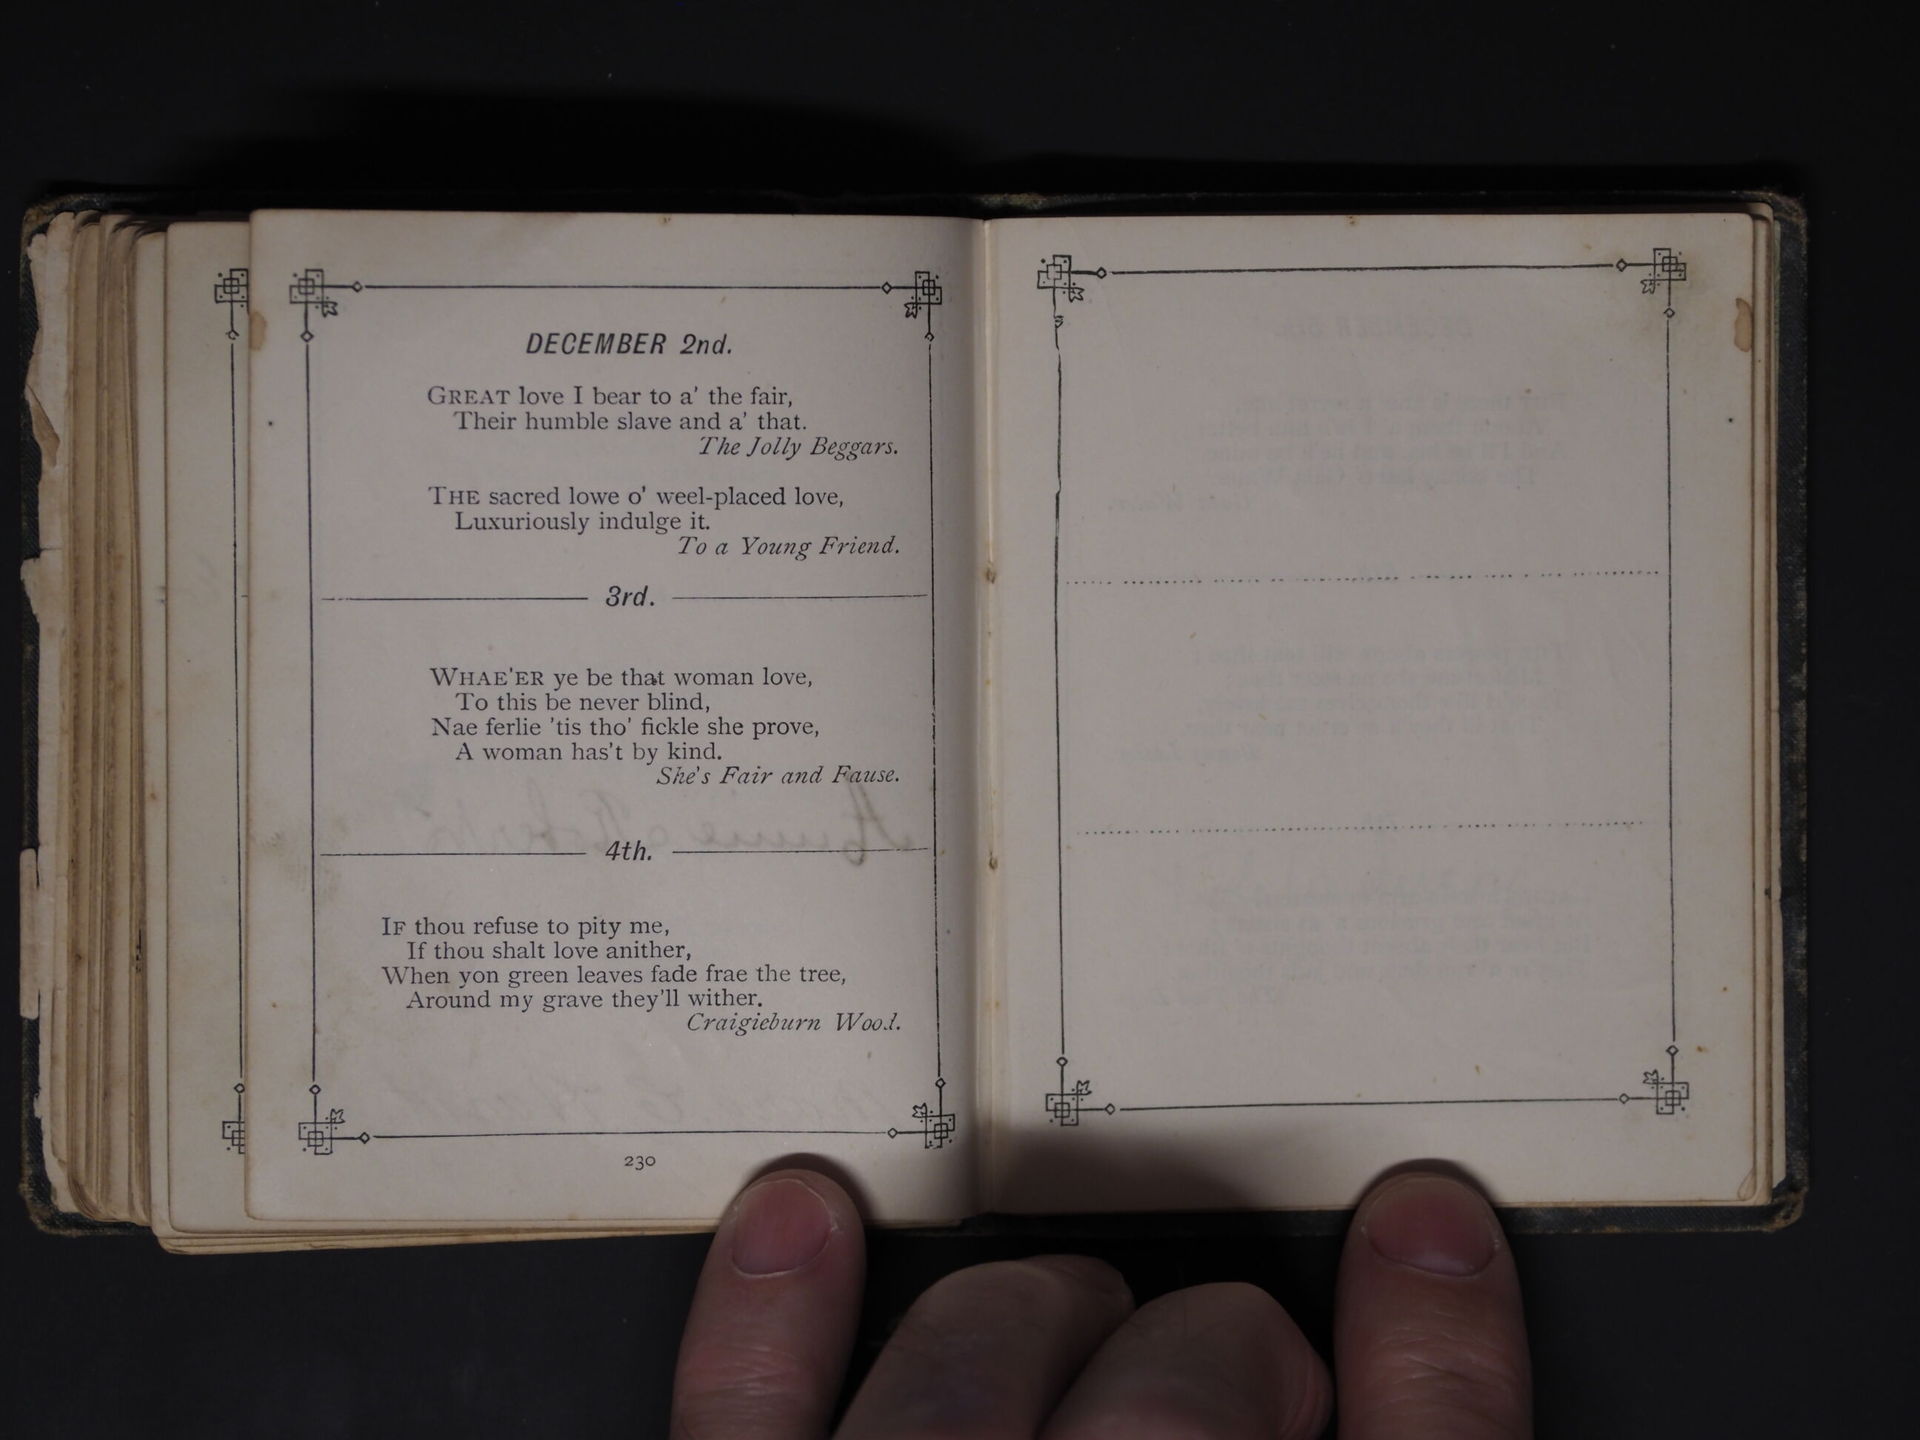 DECEMBER 2nd.
GREAT love I bear to a' the fair,
Their humble slave and a' that.
The Jolly Beggars.
THE sacred lowe o' weel-placed love,
Luxuriously indulge it.
To a Young Friend.
3rd.
WHAE'ER ye be that woman love,
To this be never blind,
Nae ferlie 'tis tho' fickle she prove,
A woman has't by kind.
She's Fair and Fause.
4th.
IF thou refuse to pity me,
If thou shalt love anither,
When yon green leaves fade frae the tree,
Around my grave they'll wither.
Craigieburn Wood.
230